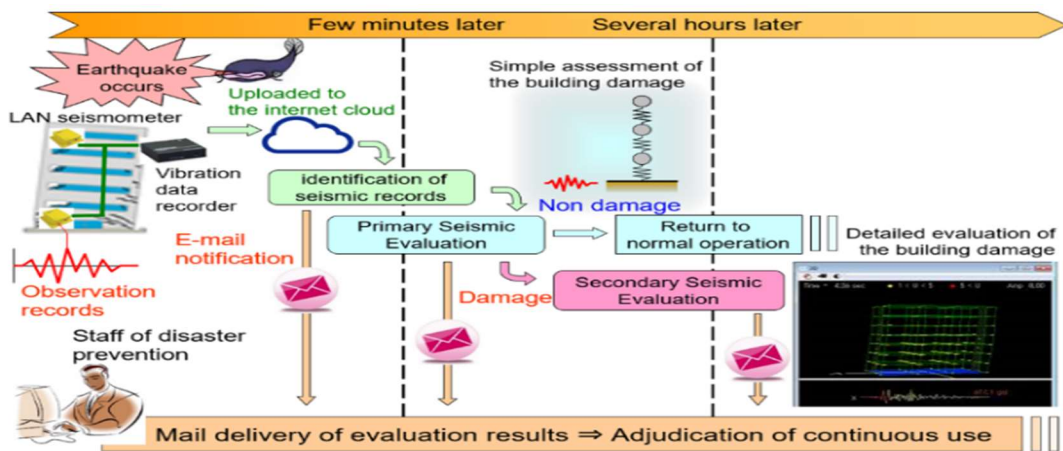 Few minutes later
Several hours later
Earthquake
occurs
Uploaded to
the internet cloud
Simple assessment of
the building damage
LAN seismometer
Vibration
data
recorder
identification of
seismic records
Non damage
Primary Seismic
Evaluation
Return to
normal operation
Detailed evaluation of
the building damage
E-mail
notification
Observation
records
Damage
Secondary Seismic
Evaluation
Staff of disaster
prevention
Mail delivery of evaluation results ⇒ Adjudication of continuous use